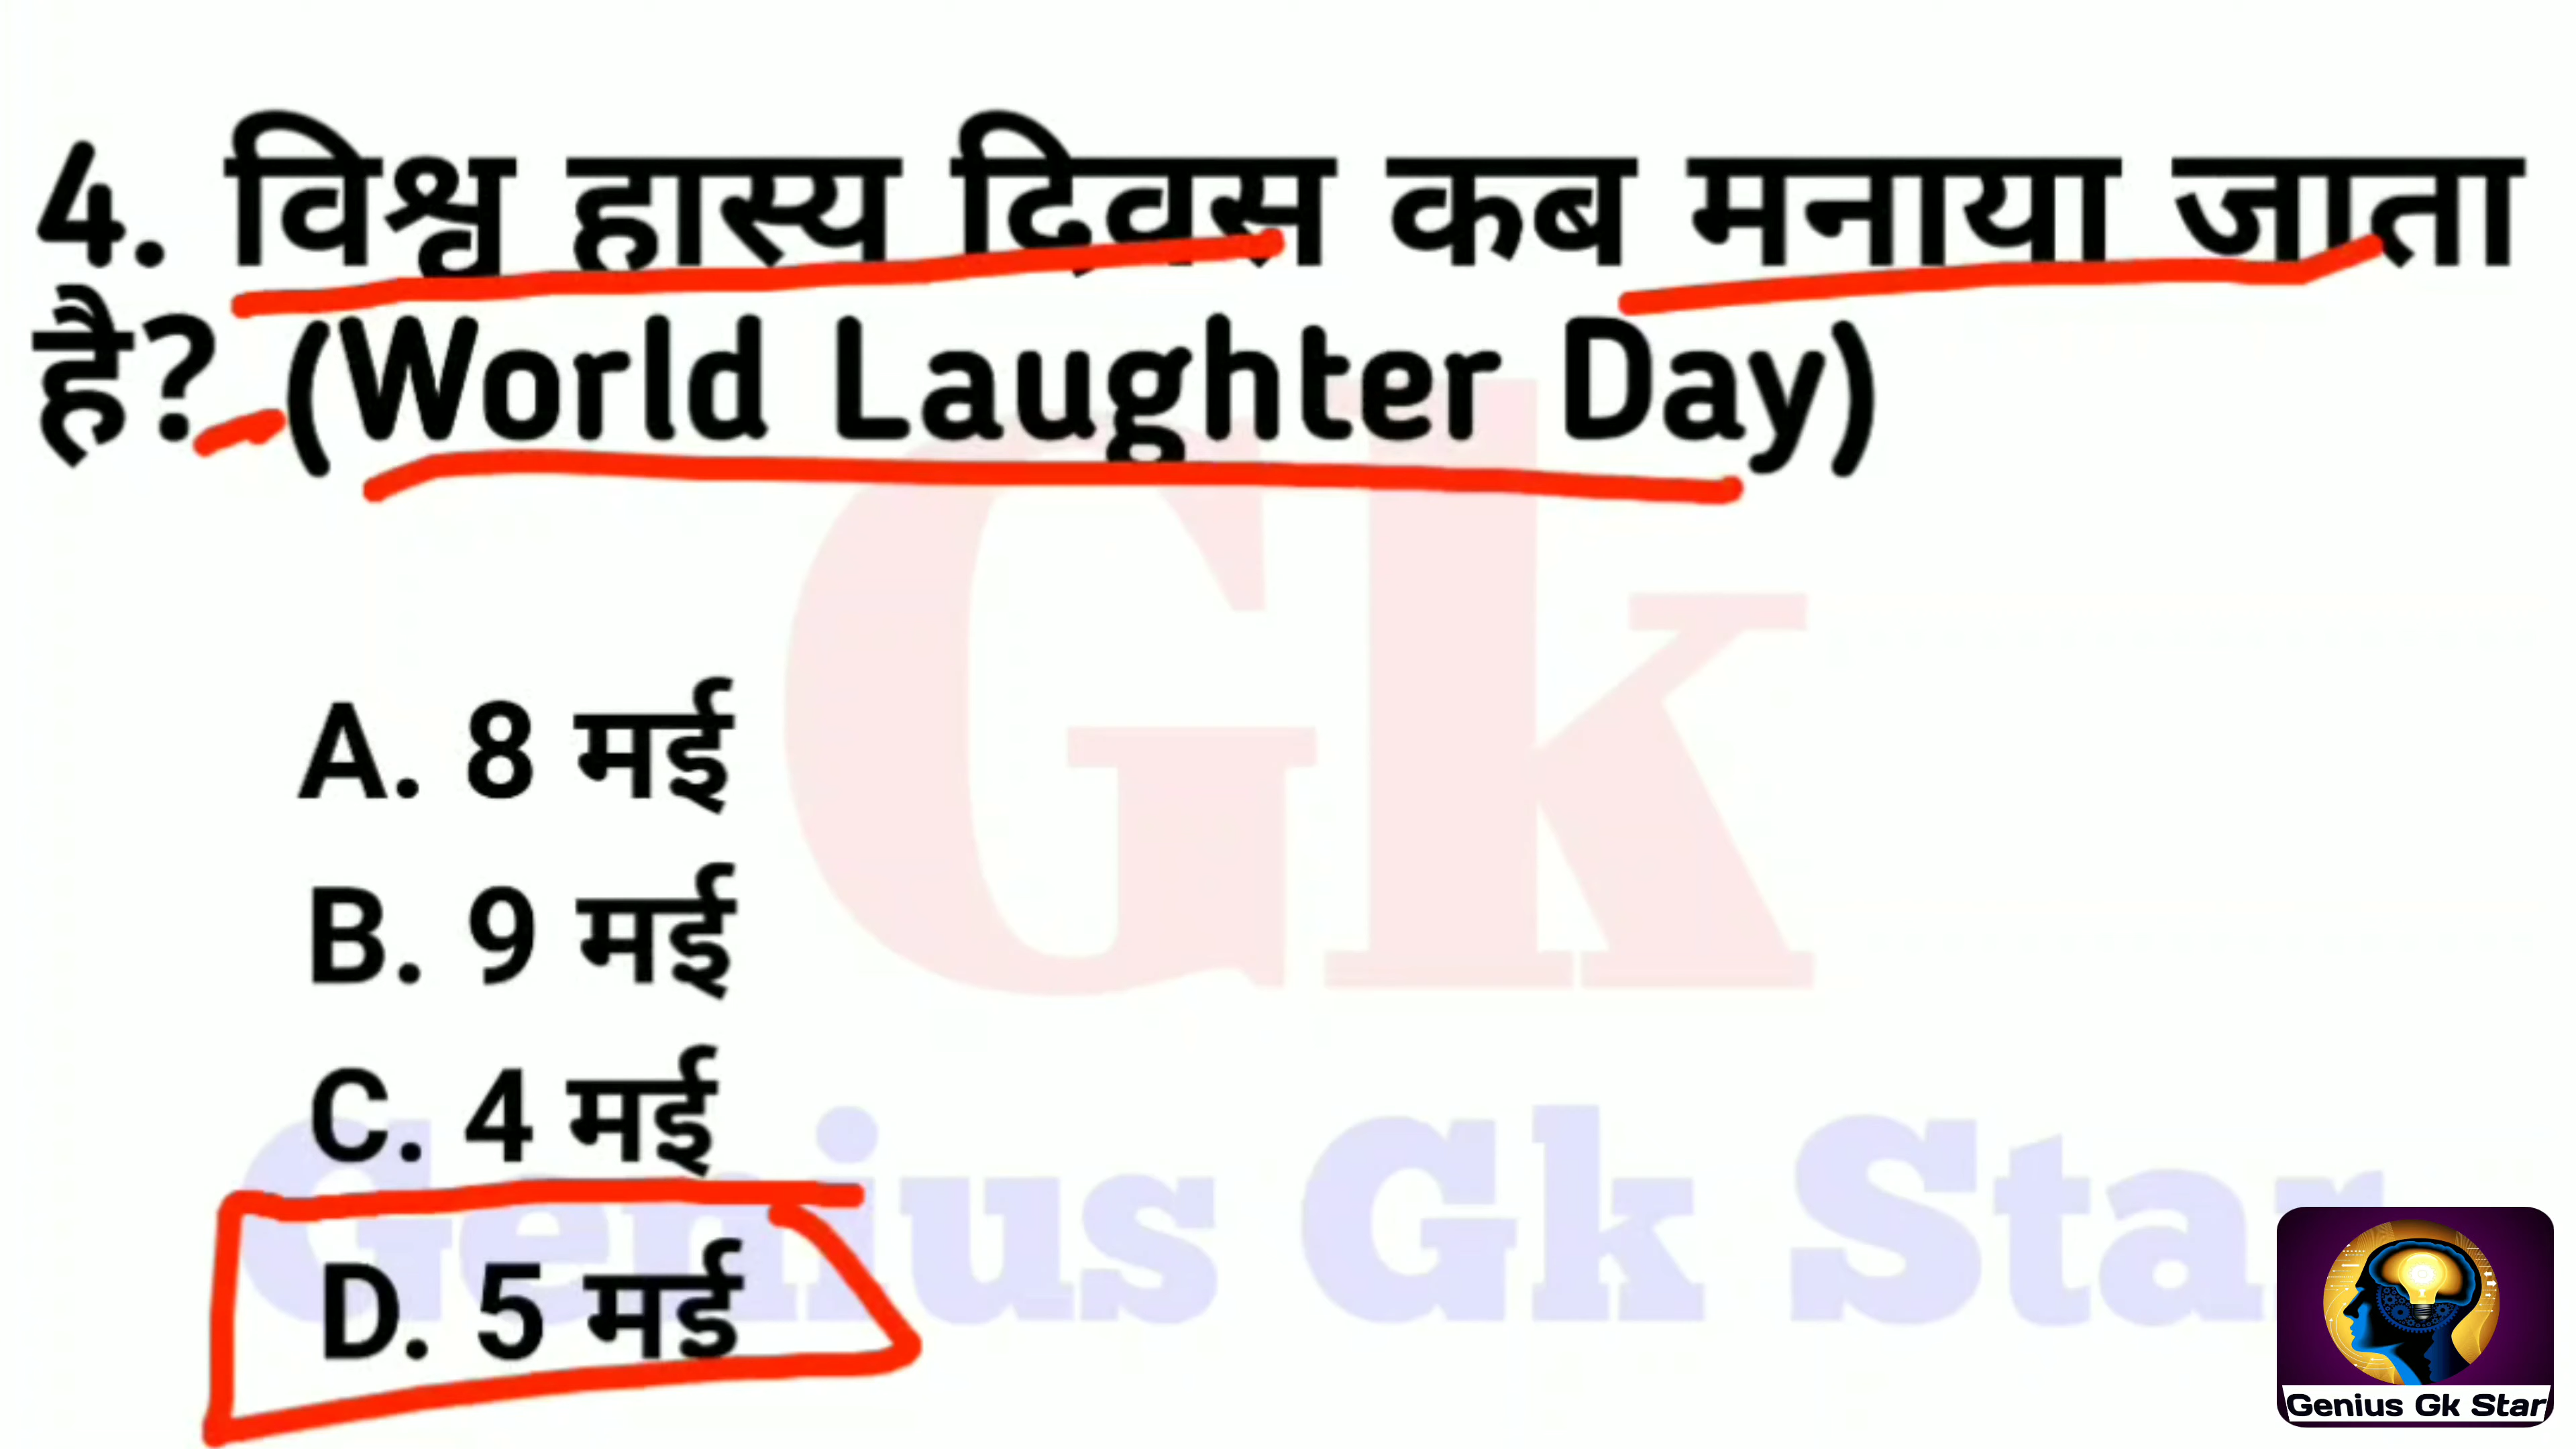 4. विश्व हास्य दिवस कब मनाया जाता
है? (World Laughter Day)
Gk
A. 8 मई
B. 9 मई
C. 4 मई
Genius Gk Star
D. 5 मई
Genius Gk Star